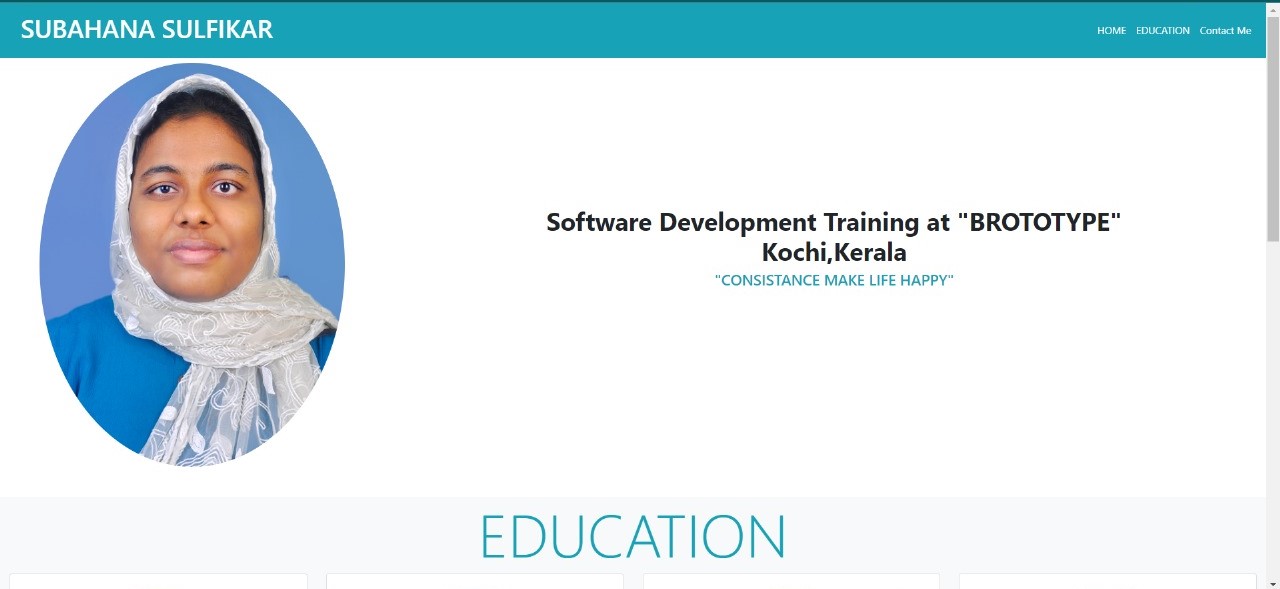 SUBAHANA SULFIKAR
HOME EDUCATION Contact Me
Software Development Training at "BROTOTYPE"
Kochi,Kerala
"CONSISTANCE MAKE LIFE HAPPY"
EDUCATION